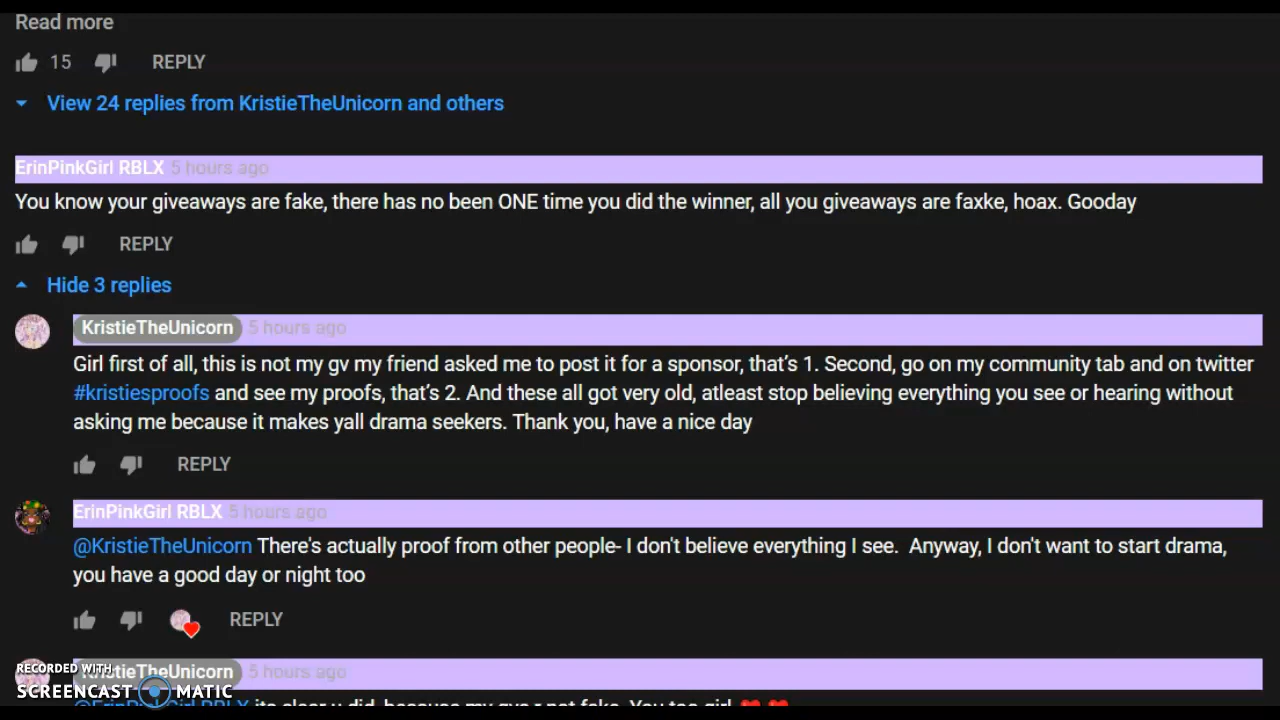 Read more
15 REPLY
View 24 replies from KristieTheUnicorn and others
ErinPinkGirl RBLX 5 hours ago
You know your giveaways are fake, there has no been ONE time you did the winner, all you giveaways are faxke, hoax. Gooday
REPLY
Hide 3 replies
KristieTheUnicorn 5 hours ago
Girl first of all, this is not my gv my friend asked me to post it for a sponsor, that's 1. Second, go on my community tab and on twitter
#kristiesproofs and see my proofs, that's 2. And these all got very old, atleast stop believing everything you see or hearing without
asking me because it makes yall drama seekers. Thank you, have a nice day
REPLY
ErinPinkGirl RBLX 5 hours ago
@KristieTheUnicorn There's actually proof from other people- I don't believe everything I see. Anyway, I don't want to start drama,
you have a good day or night too
REPLY
KristieTheUnicorn 5 hours ago
@ErinPinkGirl RBLX its clear u did, because my gvs r not fake. You too girl ❤️ ❤️
RECORDED WITH
SCREENCAST MATIC